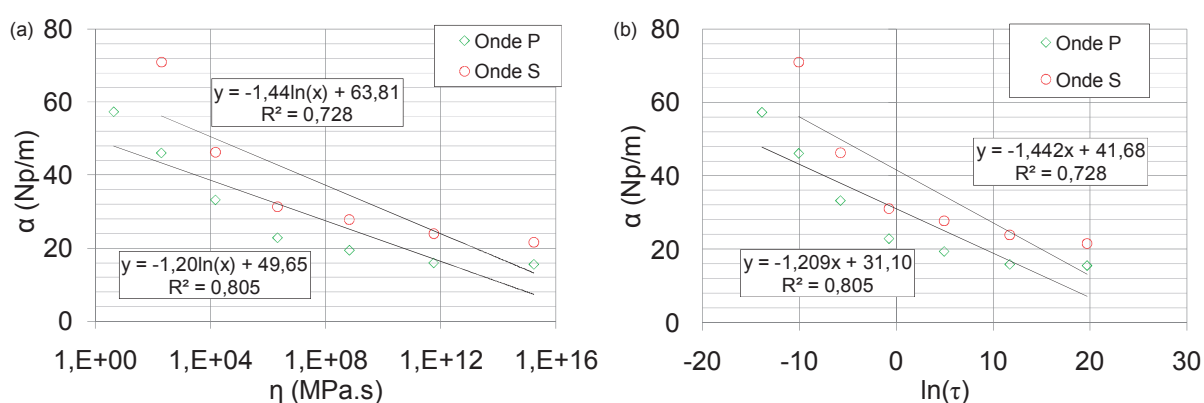 (a)
80
60
40
20
0
α (Np/m)
Onde P
Onde S
y = -1,44ln(x) + 63,81
R² = 0,728
y = -1,20ln(x) + 49,65
R² = 0,805
1,E+00 1,E+04 1,E+08 1,E+12 1,E+16
η (MPa.s)
(b)
80
60
40
20
0
α (Np/m)
Onde P
Onde S
y = -1,442x + 41,68
R² = 0,728
y = -1,209x + 31,10
R² = 0,805
-20 -10 0 10 20 30
ln(τ)